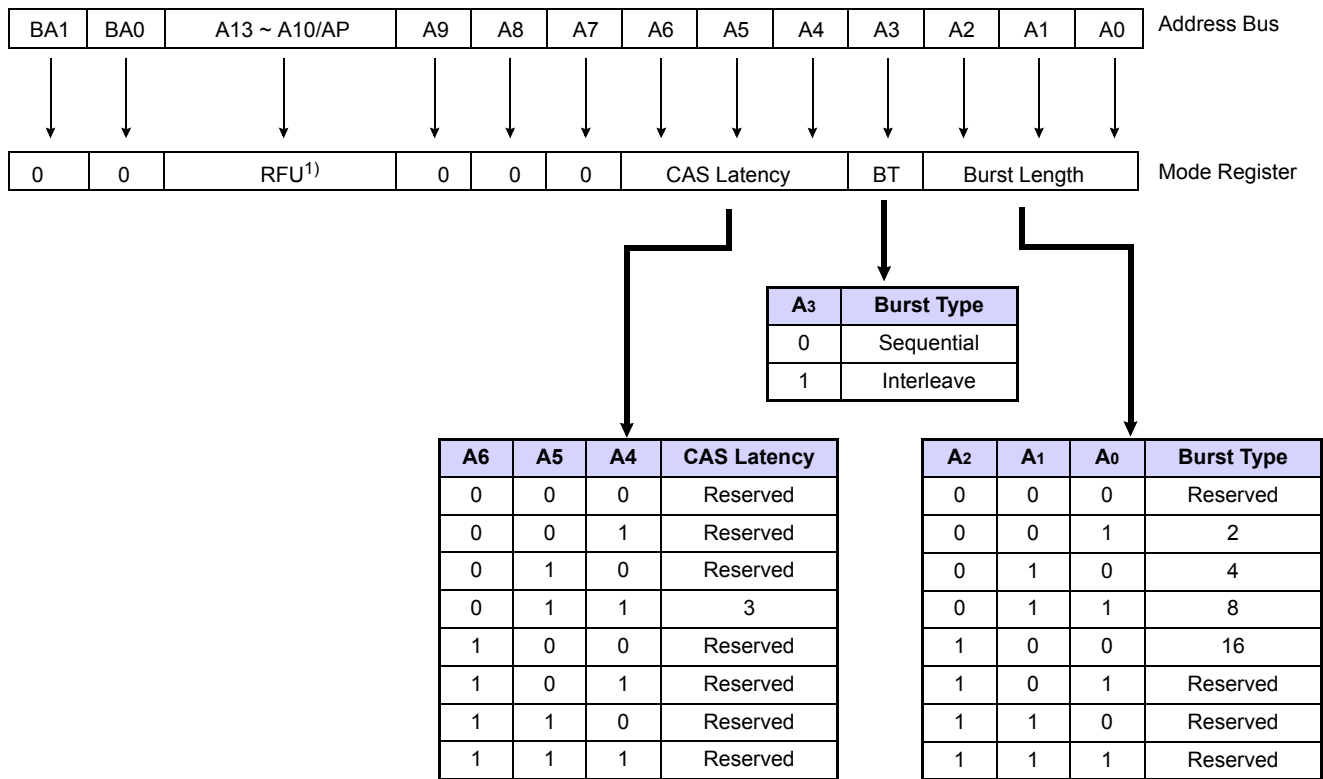 BA1 BA0 A13 ~ A10/AP A9 A8 A7 A6 A5 A4 A3 A2 A1 A0 Address Bus
0 0 RFU1) 0 0 0 CAS Latency BT Burst Length Mode Register
A3 Burst Type
0 Sequential
1 Interleave
A6 A5 A4 CAS Latency
0 0 0 Reserved
0 0 1 Reserved
0 1 0 Reserved
0 1 1 3
1 0 0 Reserved
1 0 1 Reserved
1 1 0 Reserved
1 1 1 Reserved
A2 A1 A0 Burst Type
0 0 0 Reserved
0 0 1 2
0 1 0 4
0 1 1 8
1 0 0 16
1 0 1 Reserved
1 1 0 Reserved
1 1 1 Reserved